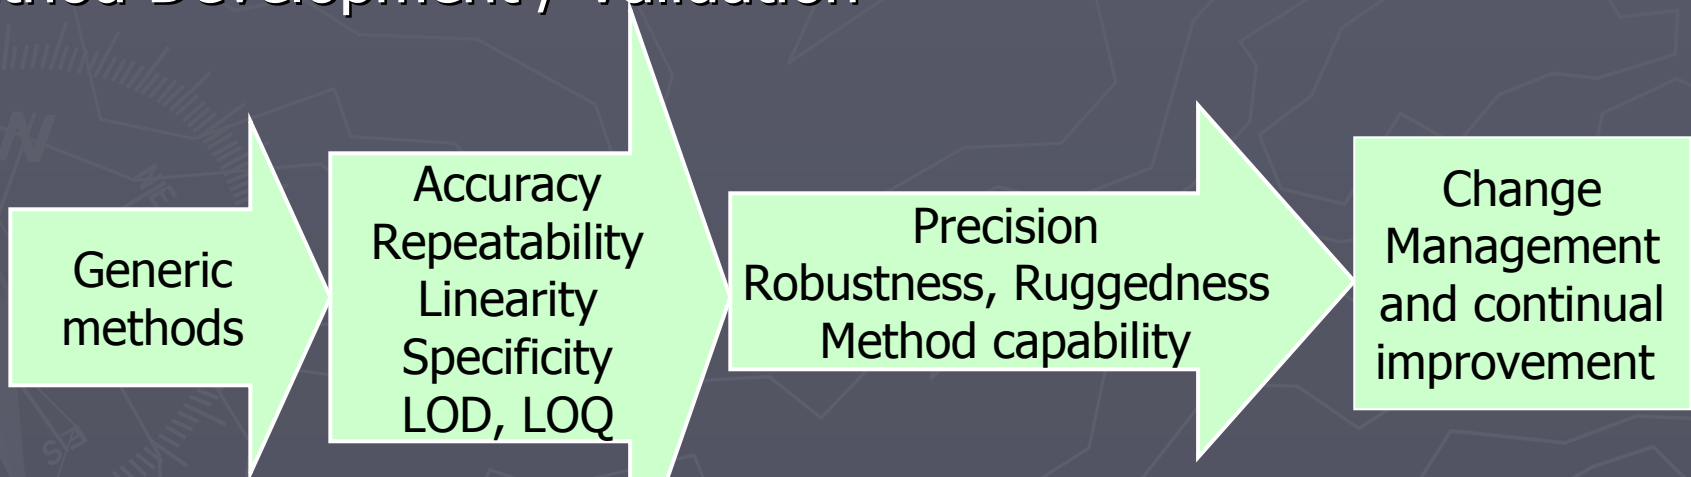 thod Development / Validation
Generic
methods
Accuracy
Repeatability
Linearity
Specificity
LOD, LOQ
Precision
Robustness, Ruggedness
Method capability
Change
Management
and continual
improvement